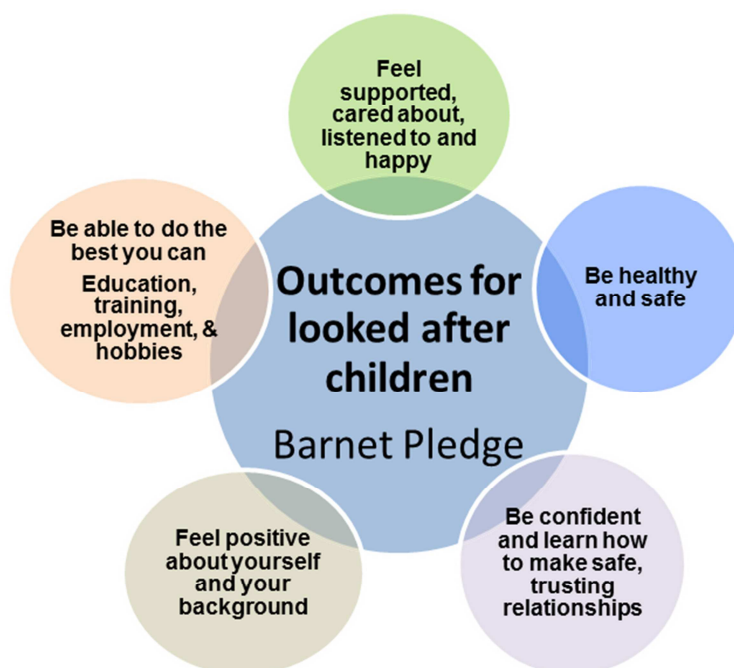 Feel
supported,
cared about,
listened to and
happy
Be able to do the
best you can
Education,
training,
employment, &
hobbies
Outcomes for
looked after
children
Barnet Pledge
Be healthy
and safe
Feel positive
about yourself
and your
background
Be confident
and learn how
to make safe,
trusting
relationships